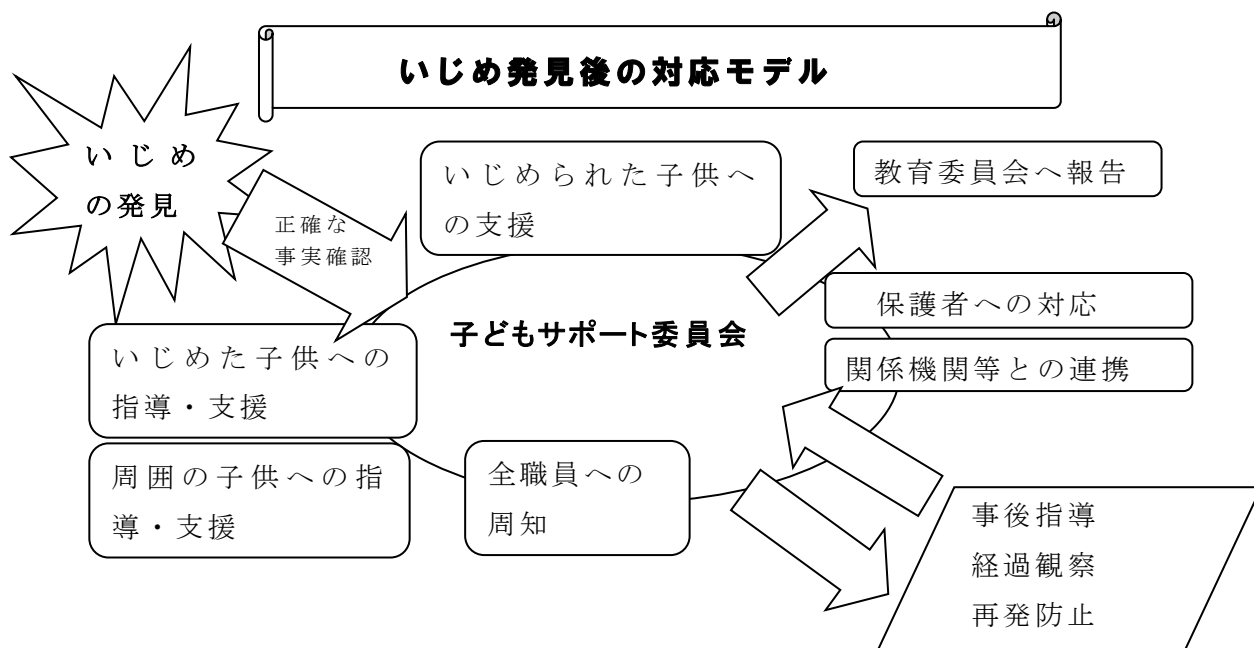 いじめ発見後の対応モデル
いじめ
の発見
正確な
事実確認
いじめられた子供へ
の支援
教育委員会へ報告
保護者への対応
関係機関等との連携
子どもサポート委員会
いじめた子供への
指導・支援
周囲の子供への指
導・支援
全職員への
周知
事後指導
経過観察
再発防止